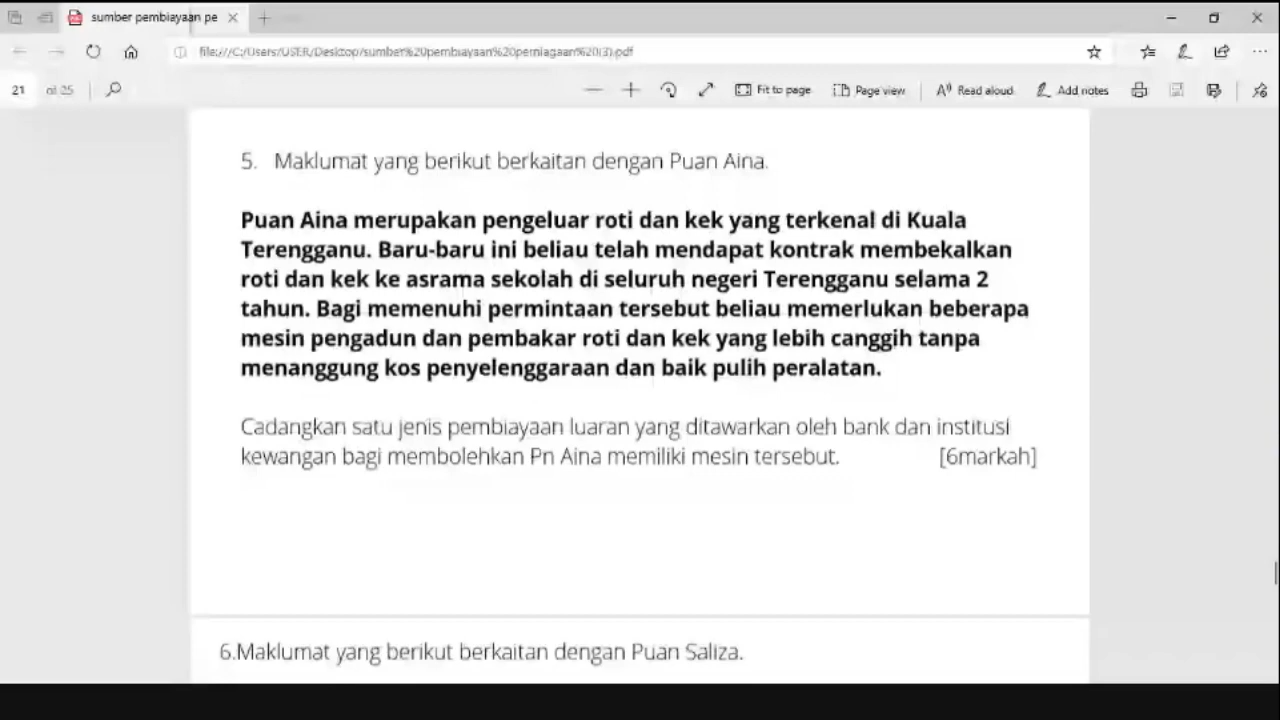 sumber pembiayaan pe
file:///C:/Users/USER/Desktop/sumber%20pembiayaan%20perniagaan%20(3).pdf
21 of 25 Fit to page Page view Read aloud Add notes
5. Maklumat yang berikut berkaitan dengan Puan Aina.
Puan Aina merupakan pengeluar roti dan kek yang terkenal di Kuala
Terengganu. Baru-baru ini beliau telah mendapat kontrak membekalkan
roti dan kek ke asrama sekolah di seluruh negeri Terengganu selama 2
tahun. Bagi memenuhi permintaan tersebut beliau memerlukan beberapa
mesin pengadun dan pembakar roti dan kek yang lebih canggih tanpa
menanggung kos penyelenggaraan dan baik pulih peralatan.
Cadangkan satu jenis pembiayaan luaran yang ditawarkan oleh bank dan institusi
kewangan bagi membolehkan Pn Aina memiliki mesin tersebut. [6markah]
6.Maklumat yang berikut berkaitan dengan Puan Saliza.